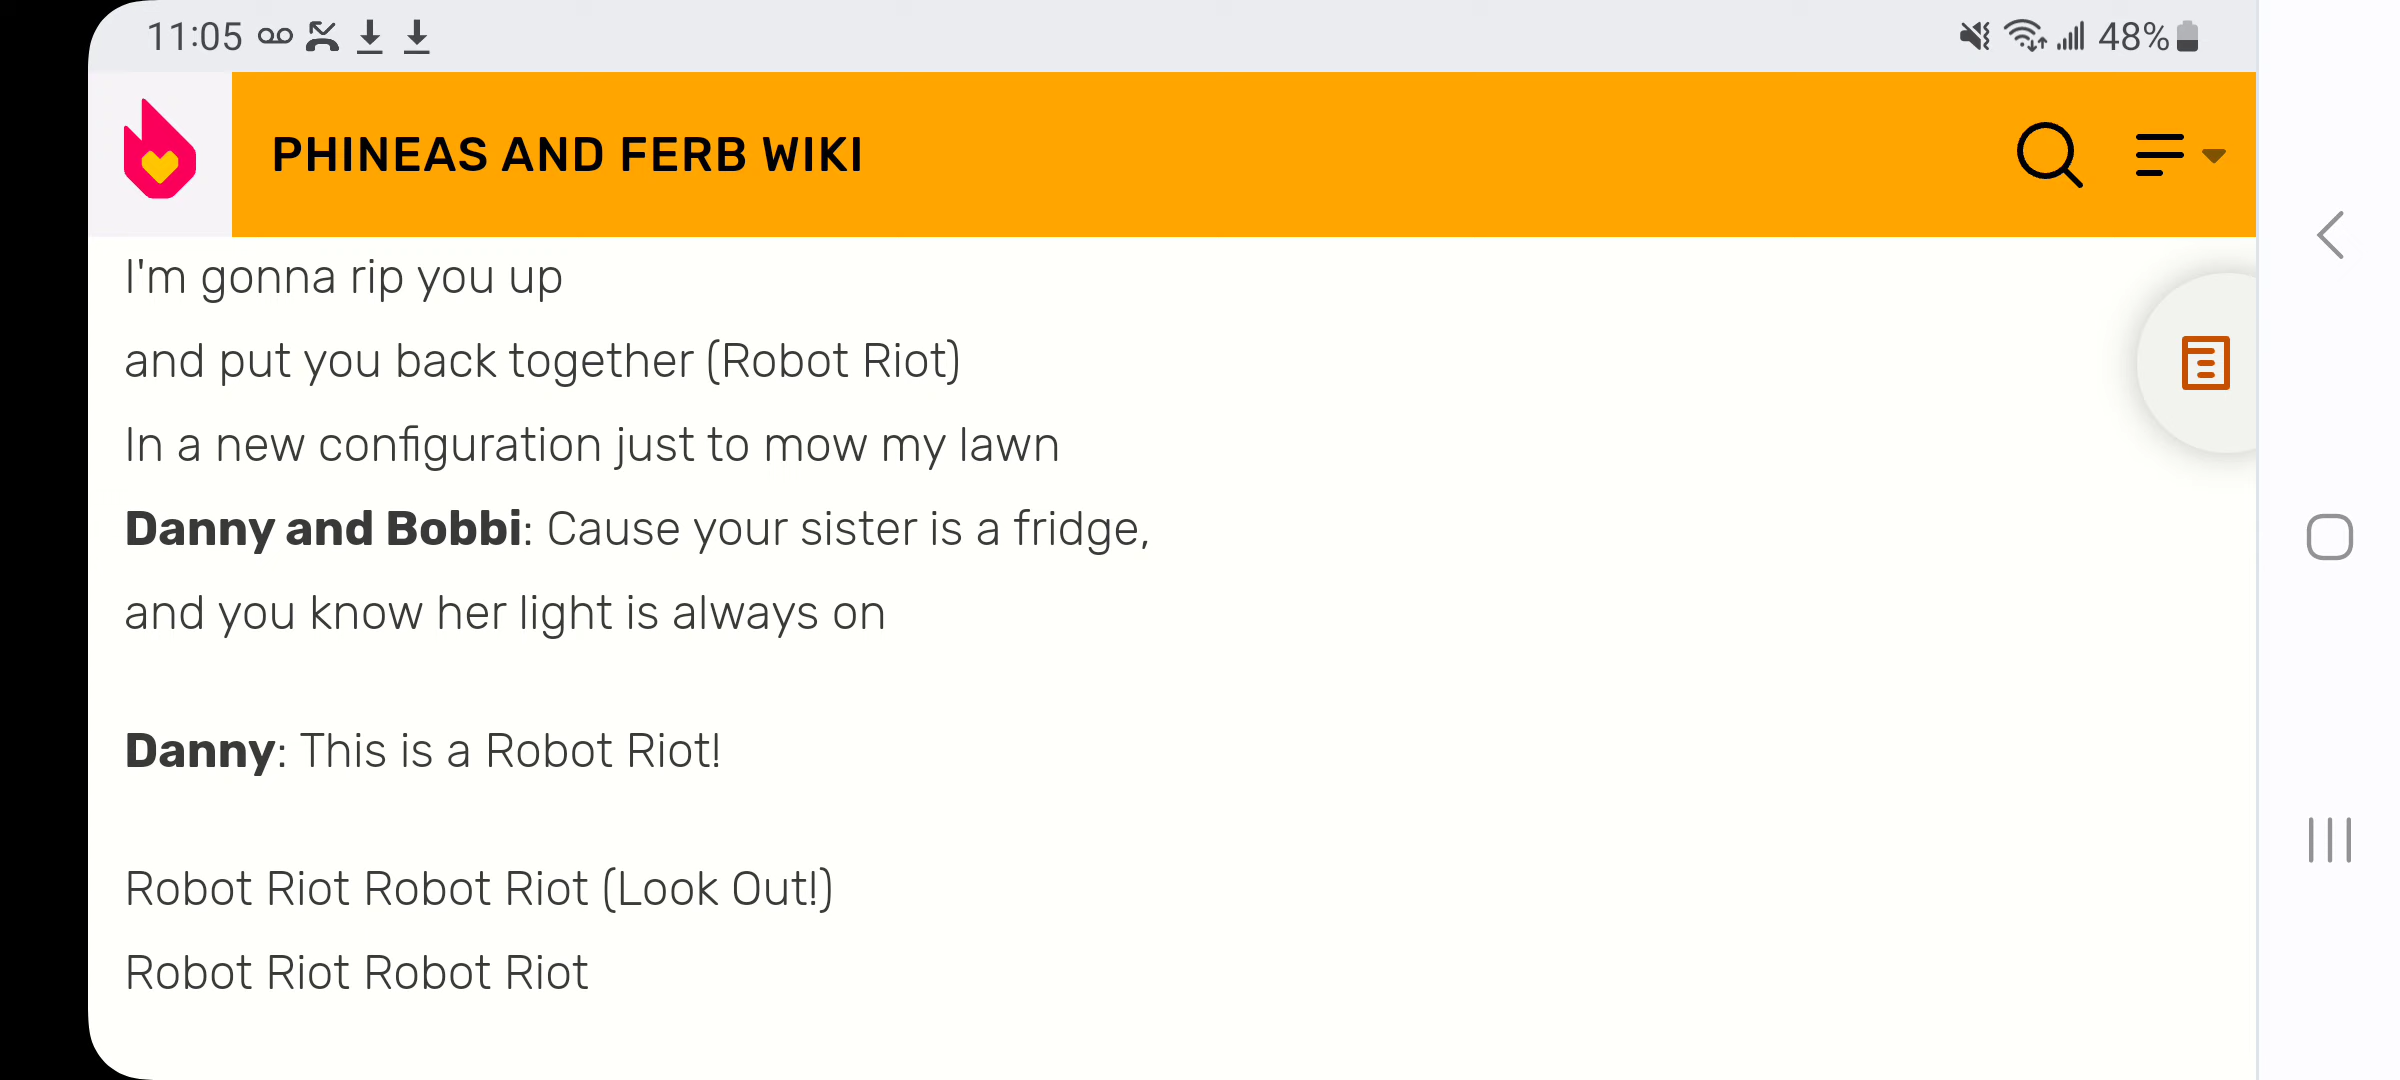 11:05
48%
PHINEAS AND FERB WIKI
I'm gonna rip you up
and put you back together (Robot Riot)
In a new configuration just to mow my lawn
Danny and Bobbi: Cause your sister is a fridge,
and you know her light is always on
Danny: This is a Robot Riot!
Robot Riot Robot Riot (Look Out!)
Robot Riot Robot Riot